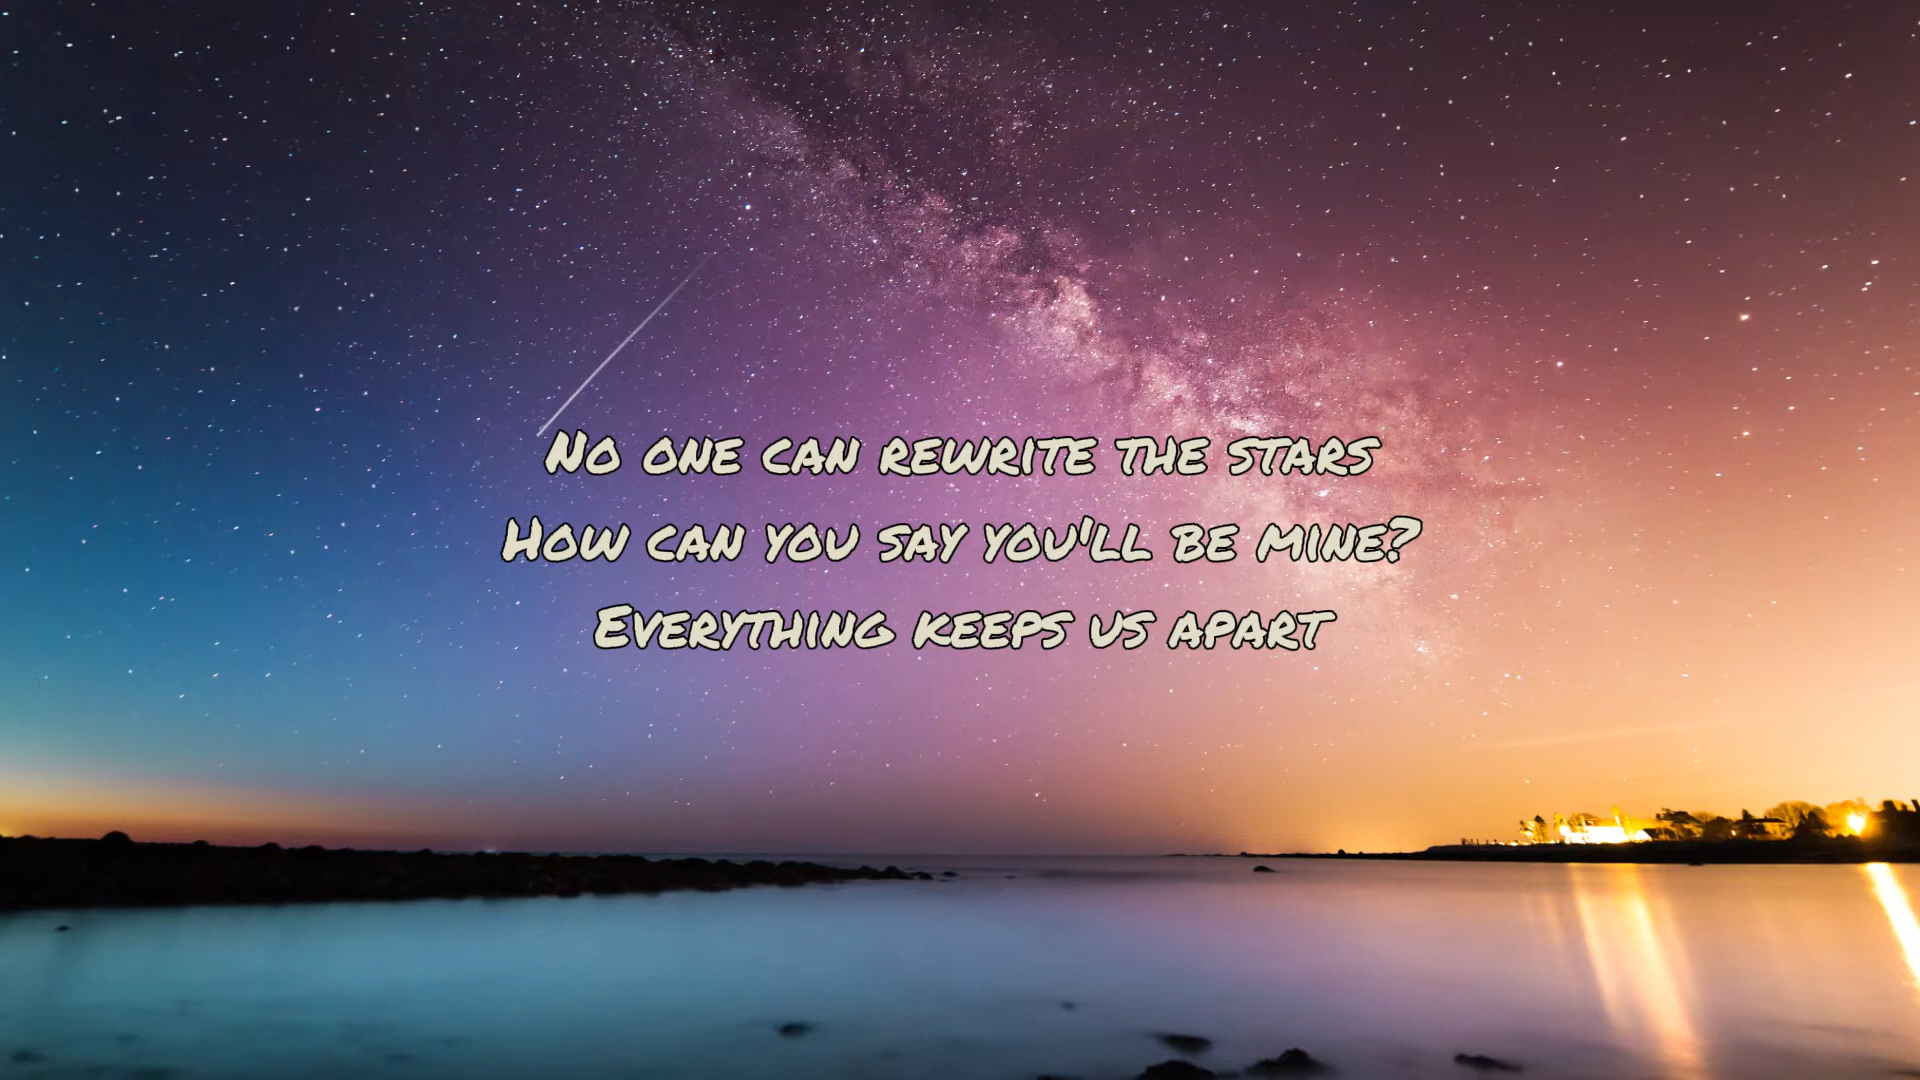 No one can rewrite the stars
How can you say you'll be mine?
Everything keeps us apart